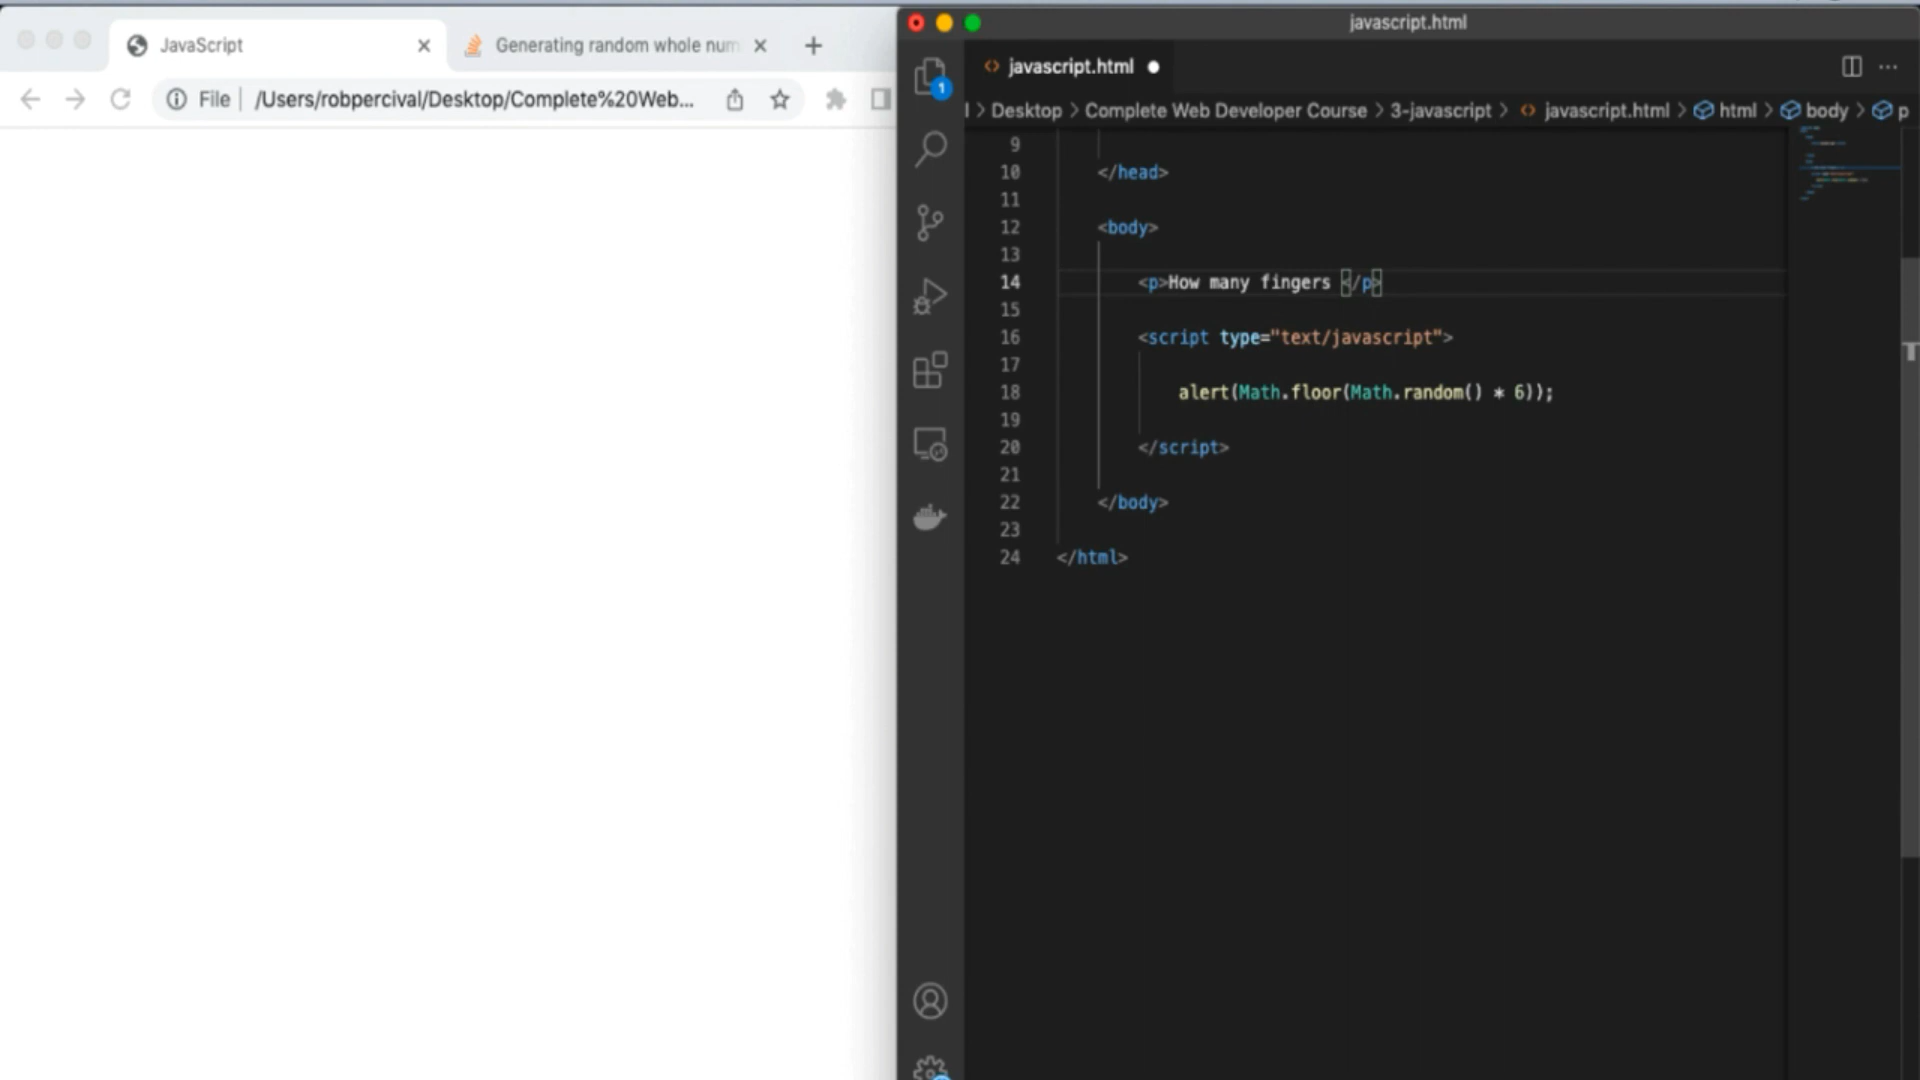 JavaScript
Generating random whole num
File
/Users/robpercival/Desktop/Complete%20Web...
javascript.html
1
javascript.html
l > Desktop > Complete Web Developer Course > 3-javascript > javascript.html > html > body > p
9
10 </head>
11
12 <body>
13
14 <p>How many fingers </p>
15
16 <script type="text/javascript">
17
18 alert(Math.floor(Math.random() * 6));
19
20 </script>
21
22 </body>
23
24 </html>